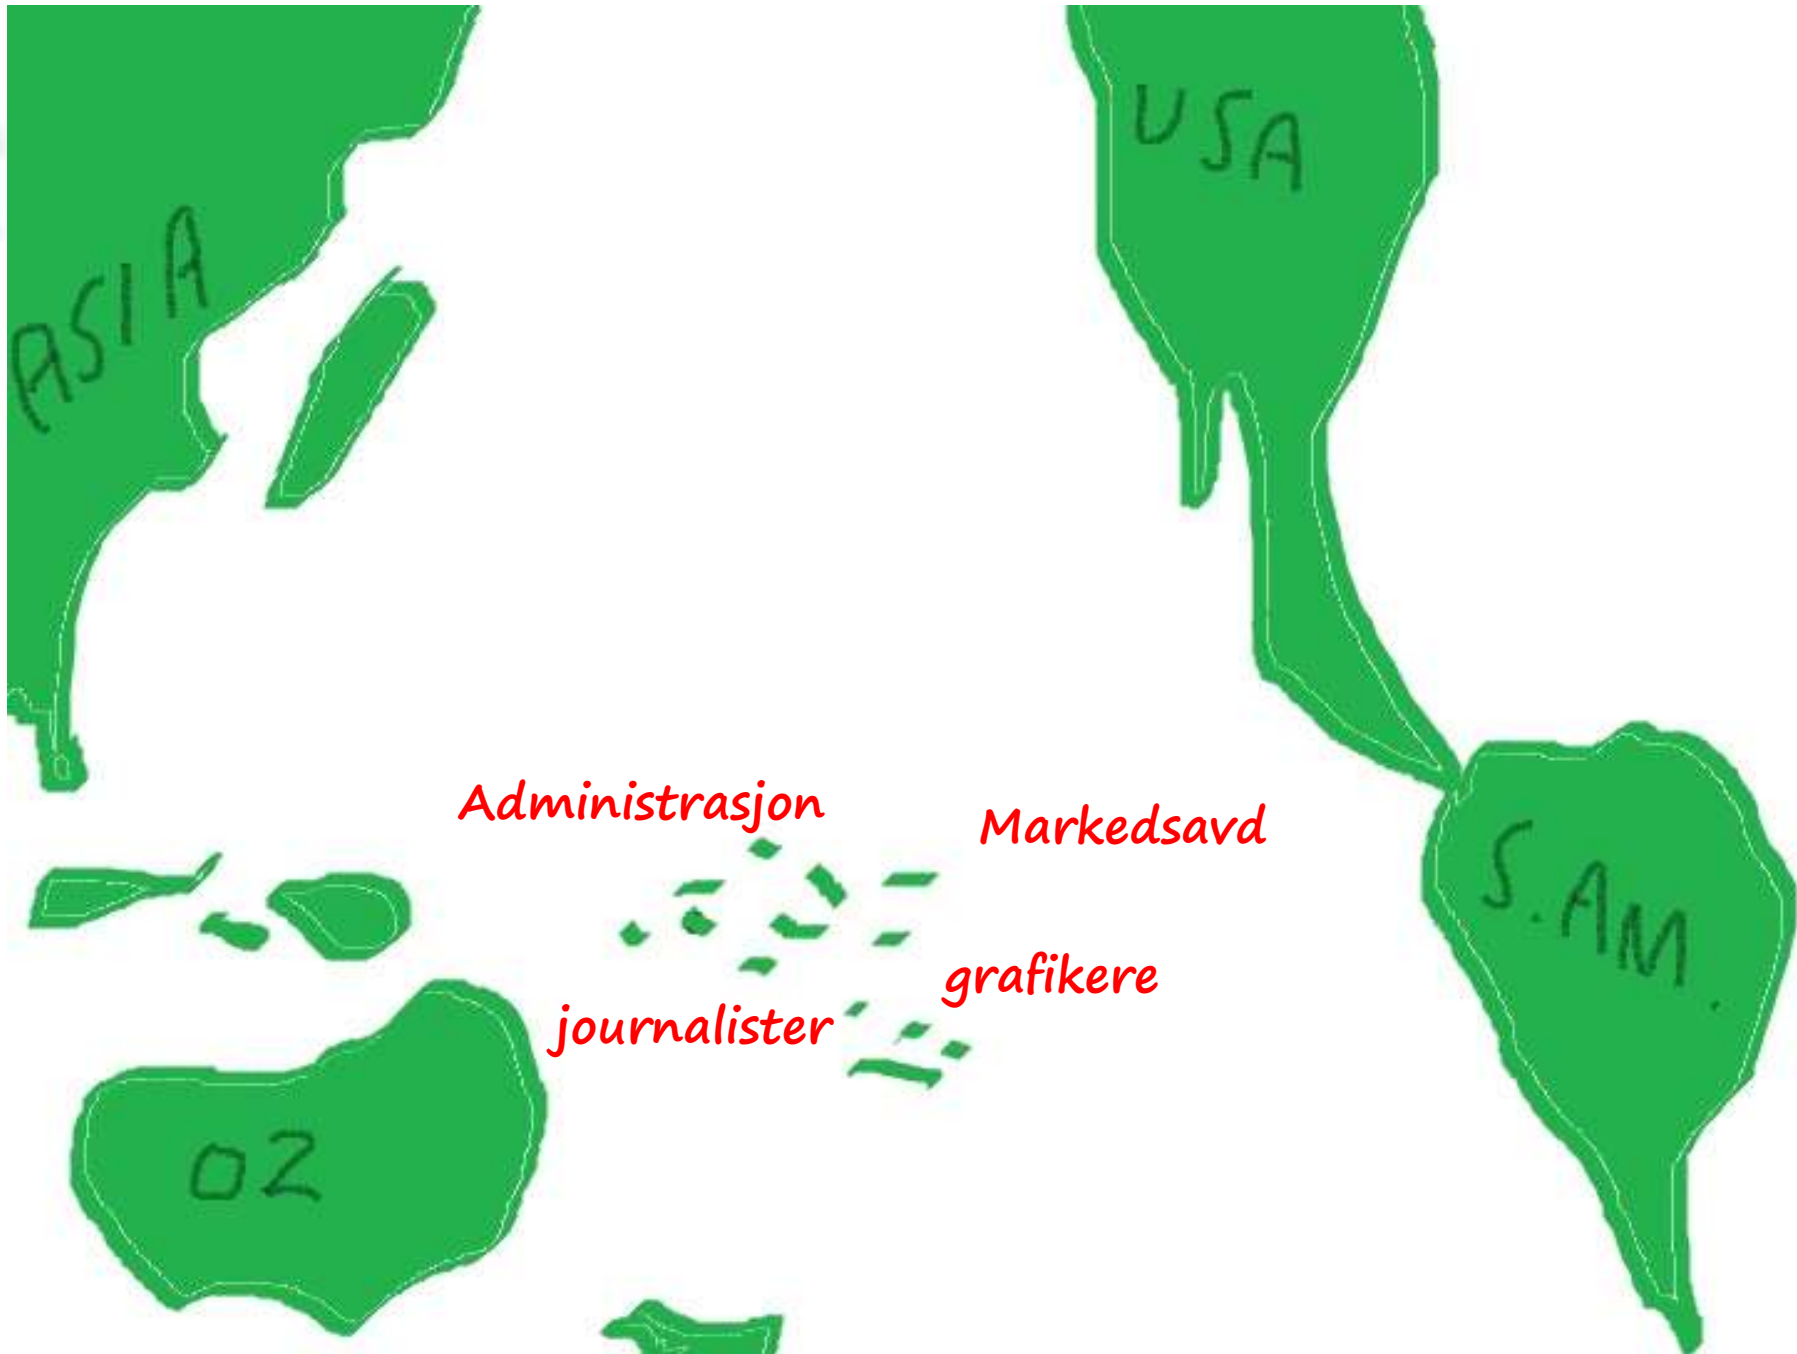 USA
ASIA
Administrasjon
Markedsavd
S.AM.
grafikere
journalister
OZ